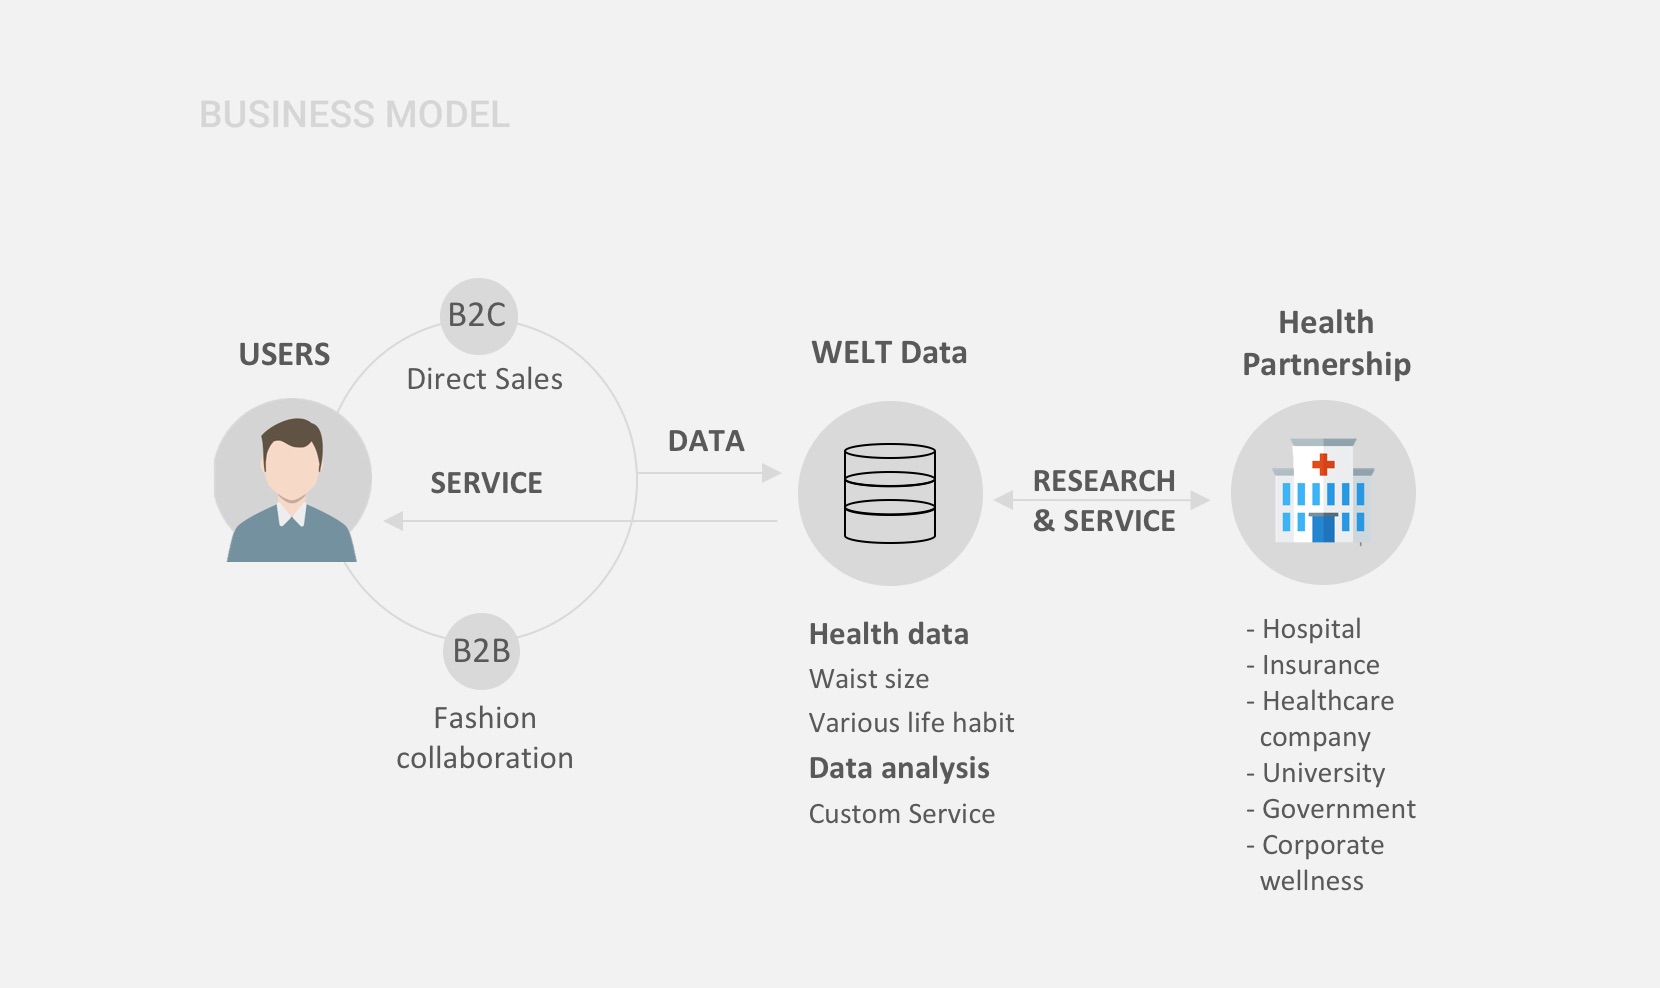 BUSINESS MODEL
USERS
B2C
Direct Sales
SERVICE
B2B
Fashion
collaboration
DATA
WELT Data
Health data
Waist size
Various life habit
Data analysis
Custom Service
RESEARCH
& SERVICE
Health
Partnership
- Hospital
- Insurance
- Healthcare
company
- University
- Government
- Corporate
wellness